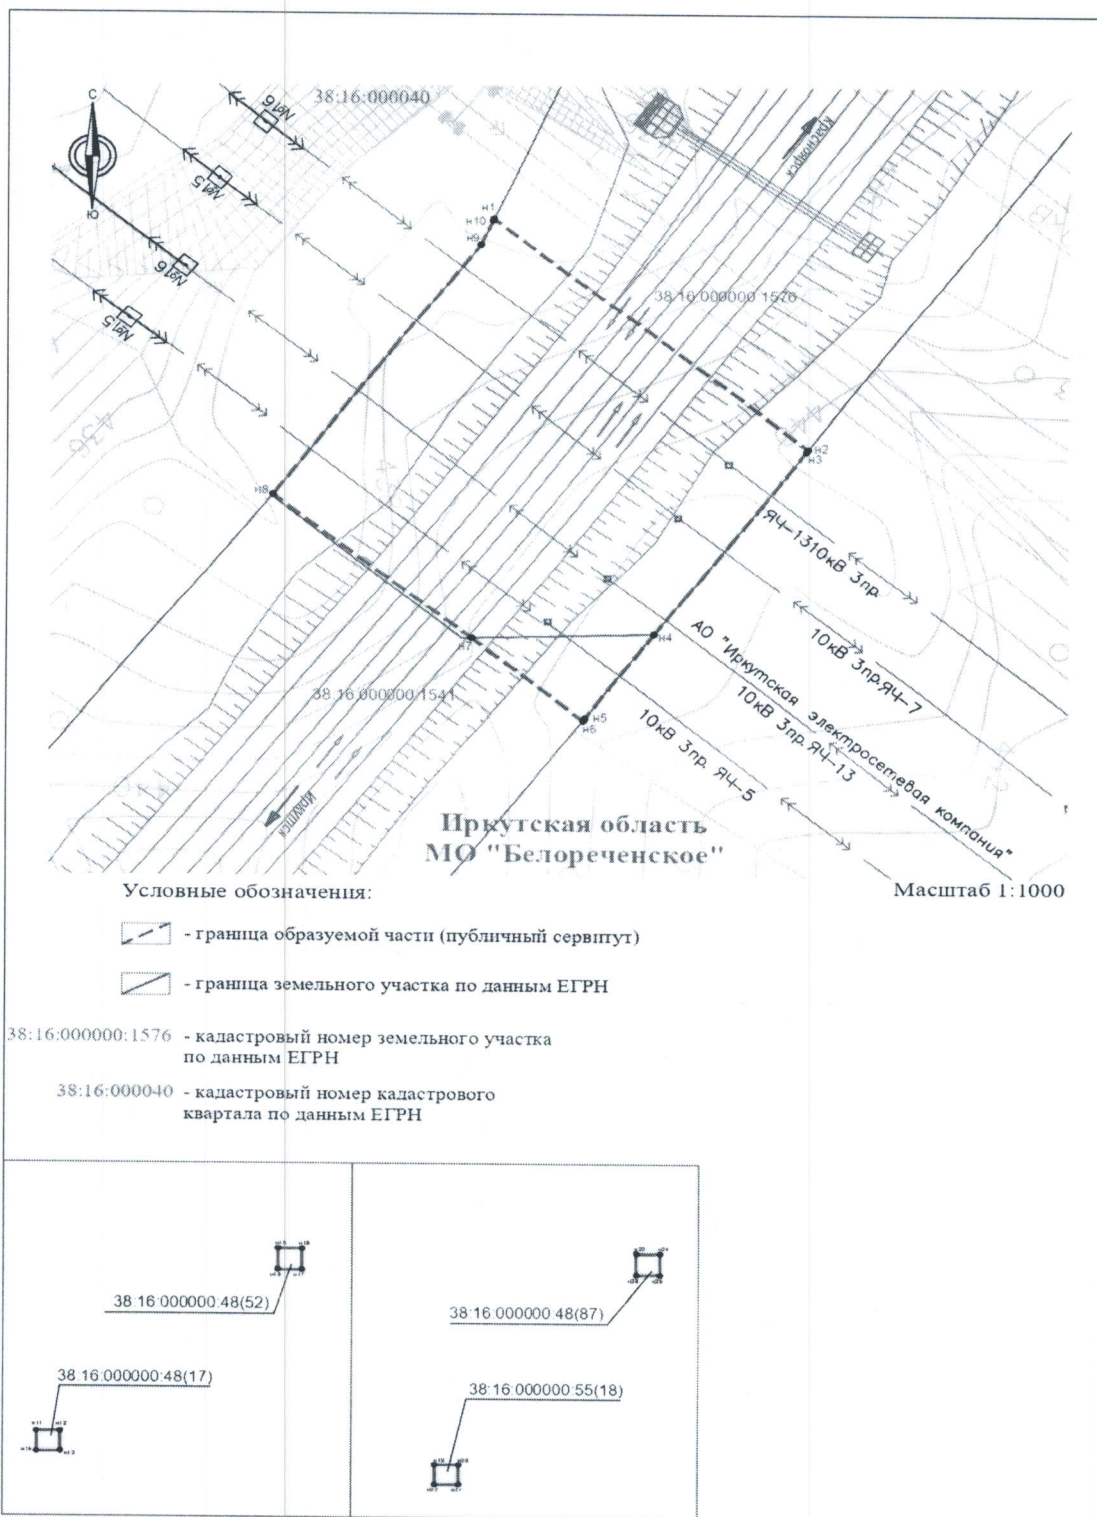 С
Ю
38:16:000040
№16
№15
№16
№15
Красноярск
н1
н10
н9
38:16:000000:1576
н2
н3
н8
436
ЯЧ-1310кВ 3пр.
10кВ 3пр.ЯЧ-7
АО "Иркутская электросетевая компания"
10кВ 3пр.ЯЧ-13
10кВ 3пр. ЯЧ-5
н4
н7
н5
н6
38:16:000000:1541
Иркутск
Иркутская область
МО "Белореченское"
Условные обозначения:
Масштаб 1:1000
- граница образуемой части (публичный сервитут)
- граница земельного участка по данным ЕГРН
38:16:000000:1576 - кадастровый номер земельного участка
по данным ЕГРН
38:16:000040 - кадастровый номер кадастрового
квартала по данным ЕГРН
38:16:000000:48(52)
38:16:000000:48(17)
н11 н12
38:16:000000:48(87)
38:16:000000:55(18)